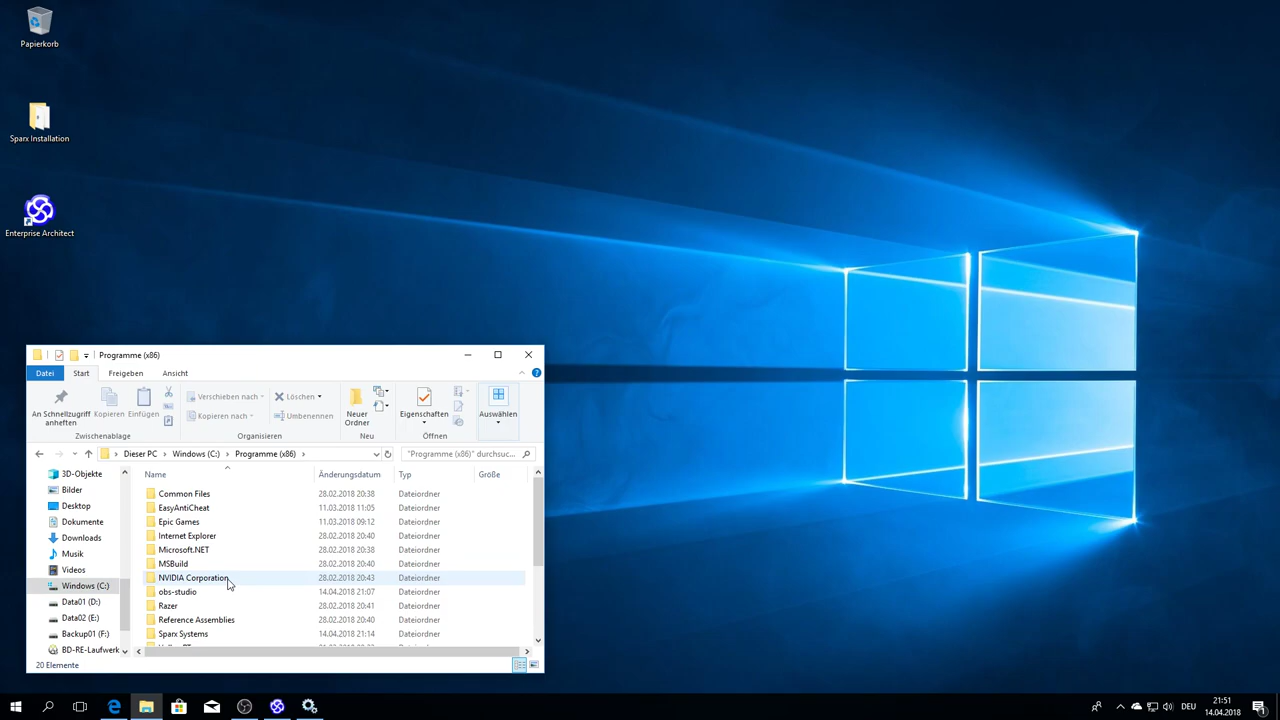 Papierkorb
Sparx Installation
Enterprise Architect
Programme (x86)
Datei Start Freigeben Ansicht
An Schnellzugriff anheften
Kopieren
Einfügen
Verschieben nach
Kopieren nach
Löschen
Umbenennen
Neuer Ordner
Eigenschaften
Auswählen
Zwischenablage Organisieren Neu Öffnen
Dieser PC Windows (C:) Programme (x86)
"Programme (x86)" durchsuc...
3D-Objekte
Bilder
Desktop
Dokumente
Downloads
Musik
Videos
Windows (C:)
Data01 (D:)
Data02 (E:)
Backup01 (F:)
BD-RE-Laufwerk
Name Änderungsdatum Typ Größe
Common Files 28.02.2018 20:38 Dateiordner
EasyAntiCheat 11.03.2018 11:05 Dateiordner
Epic Games 11.03.2018 09:12 Dateiordner
Internet Explorer 28.02.2018 20:40 Dateiordner
Microsoft.NET 28.02.2018 20:38 Dateiordner
MSBuild 28.02.2018 20:40 Dateiordner
NVIDIA Corporation 28.02.2018 20:43 Dateiordner
obs-studio 14.04.2018 21:07 Dateiordner
Razer 28.02.2018 20:41 Dateiordner
Reference Assemblies 28.02.2018 20:40 Dateiordner
Sparx Systems 14.04.2018 21:14 Dateiordner
20 Elemente
DEU
21:51
14.04.2018
1